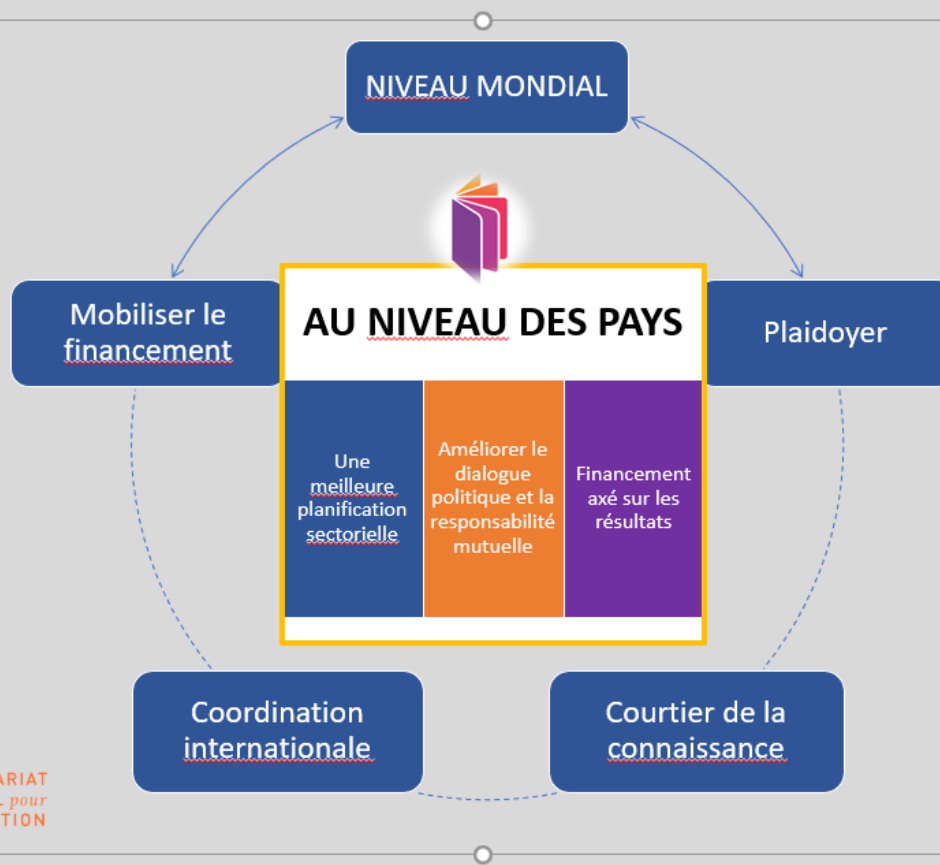 NIVEAU MONDIAL
Mobiliser le
financement
AU NIVEAU DES PAYS
Plaidoyer
Une
meilleure
planification
sectorielle
Améliorer le
dialogue
politique et la
responsabilité
mutuelle
Financement
axé sur les
résultats
Coordination
internationale
Courtier de la
connaissance
ARIAT
L pour
TION